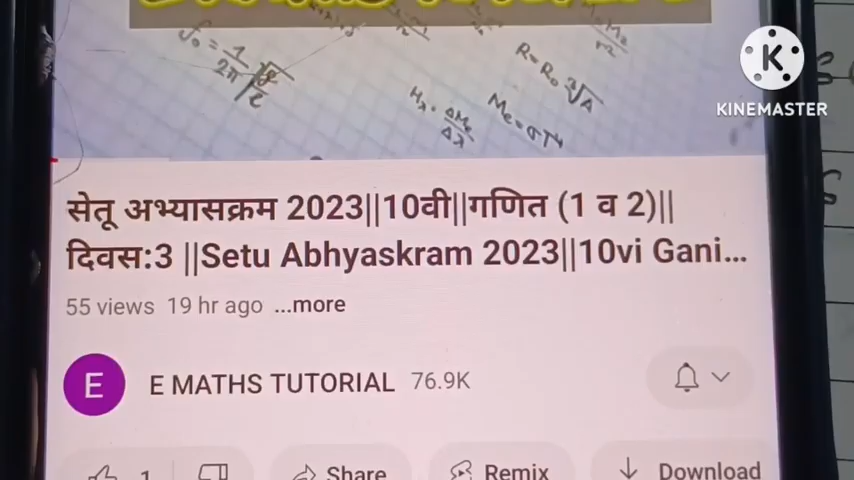 KINEMASTER
सेतू अभ्यासक्रम 2023||10वी||गणित (1 व 2)||
दिवस:3 ||Setu Abhyaskram 2023||10vi Gani...
55 views 19 hr ago ...more
E
E MATHS TUTORIAL 76.9K
1 Share Remix Download